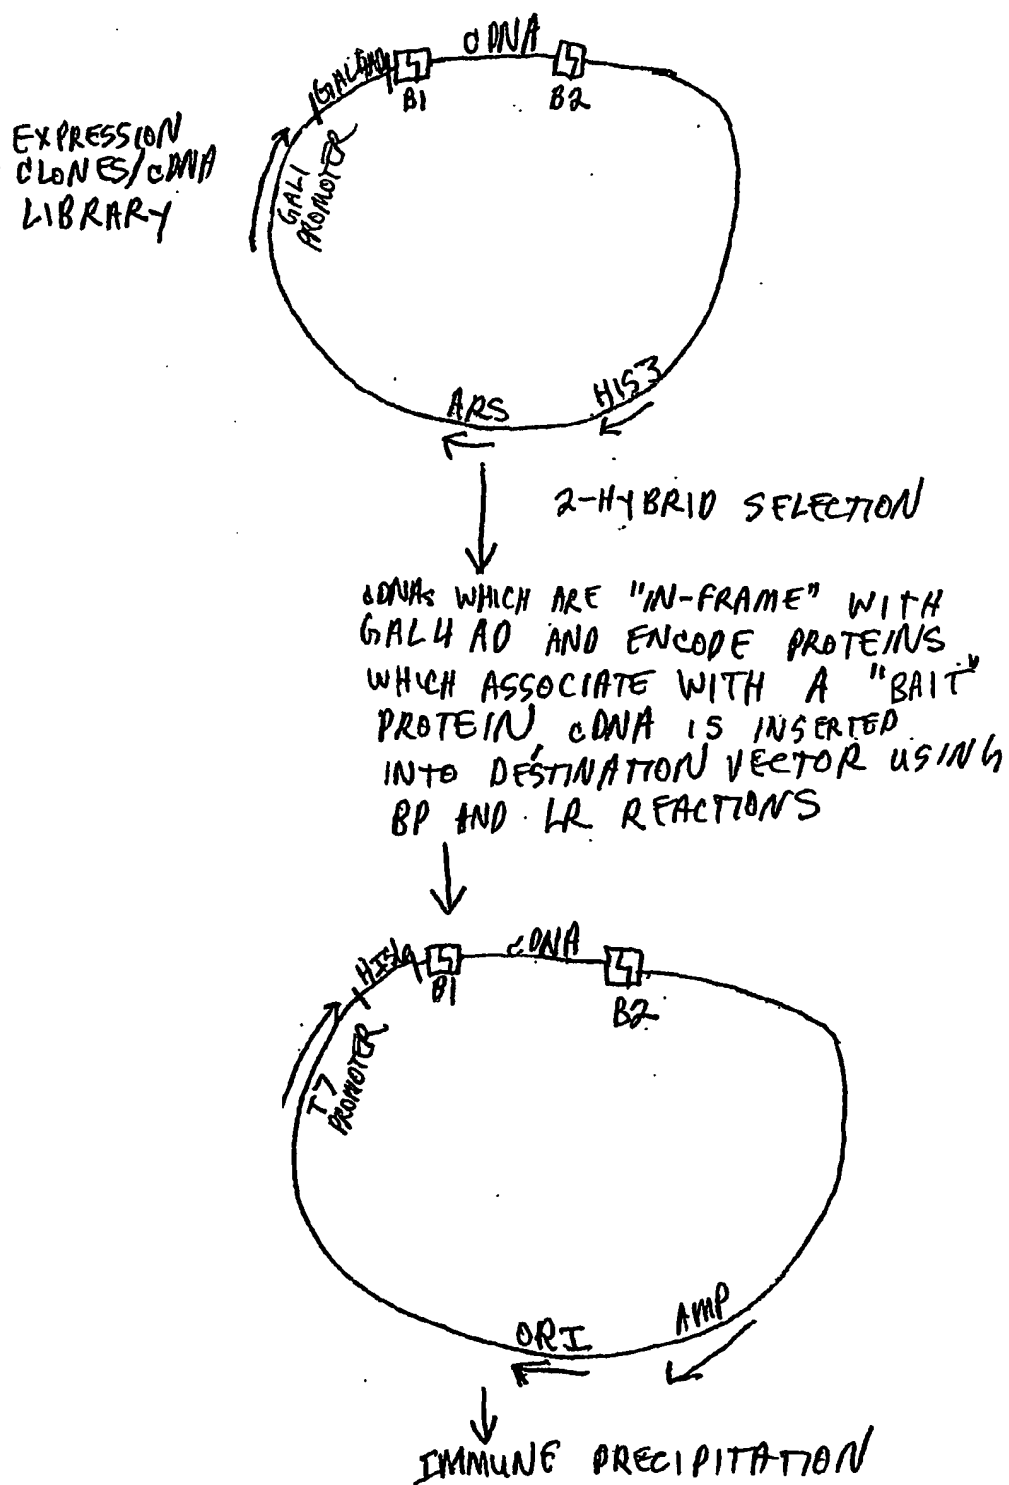 cDNA
GAL4AD
B1
B2
EXPRESSION
CLONES/cDNA
LIBRARY
GAL1
PROMOTER
ARS
HIS3
2-HYBRID SELECTION
cDNAs WHICH ARE "IN-FRAME" WITH
GAL4 AD AND ENCODE PROTEINS
WHICH ASSOCIATE WITH A "BAIT"
PROTEIN, cDNA IS INSERTED
INTO DESTINATION VECTOR USING
BP AND LR REACTIONS
cDNA
HIS6
B1
B2
T7
PROMOTER
ORI
AMP
IMMUNE PRECIPITATION